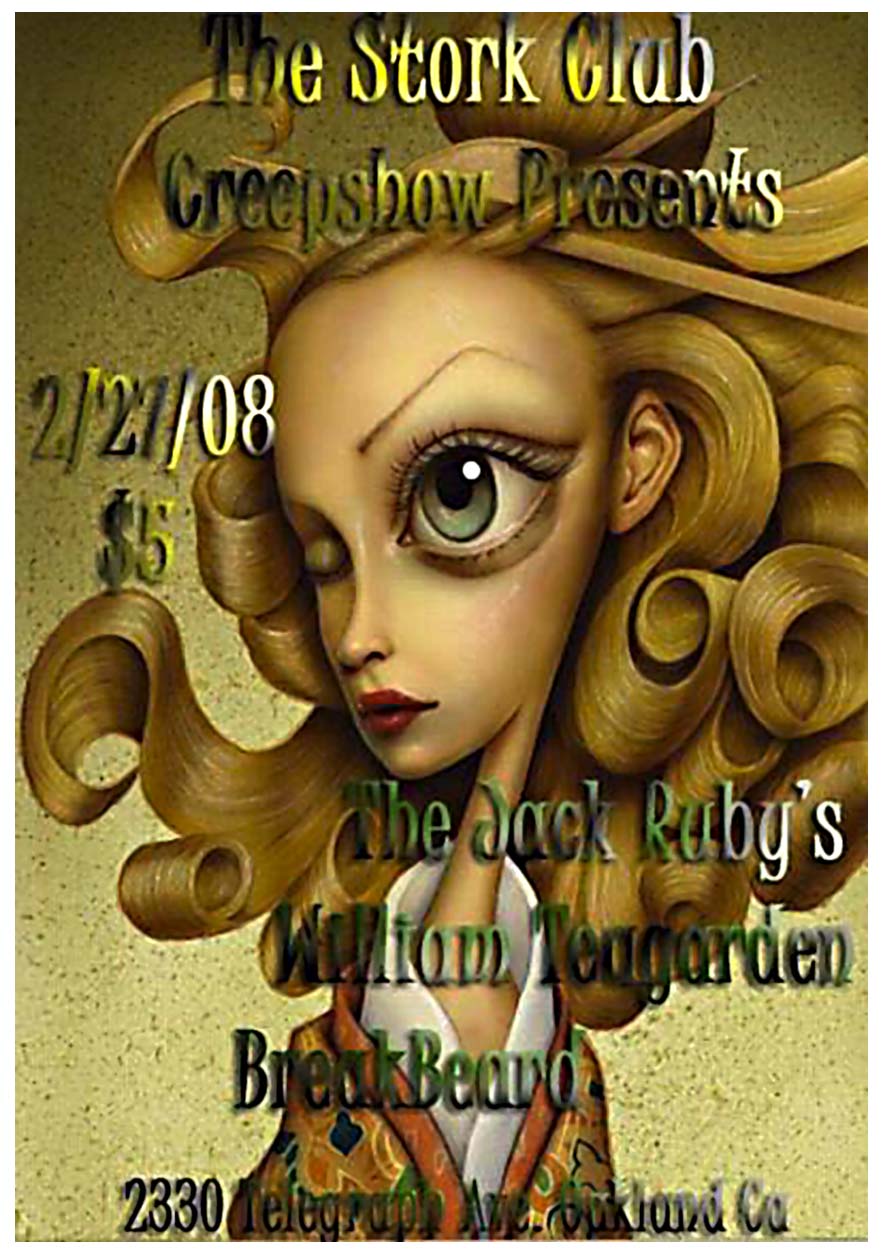 The Stork Club
Creepshow Presents
2/27/08
$5
The Jack Ruby's
William Teagarden
BreakBeard
2330 Telegraph Ave. Oakland Ca